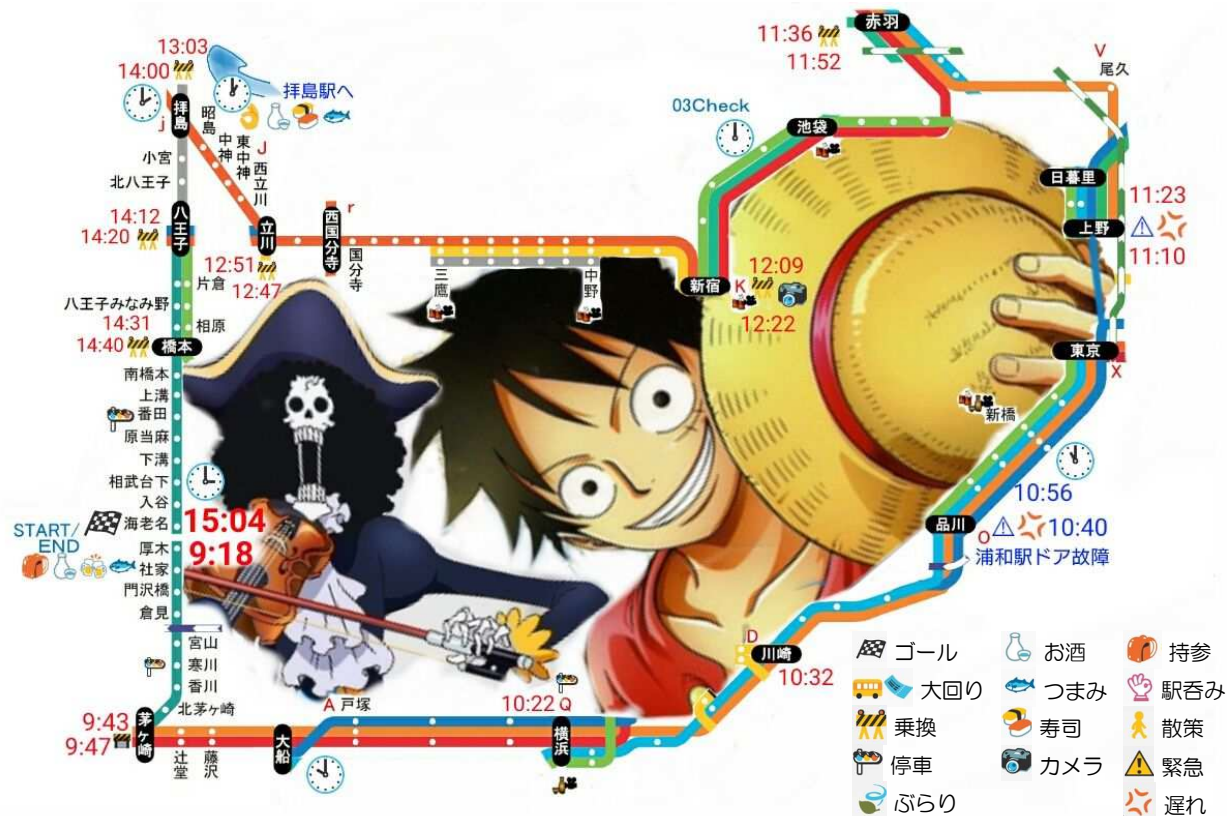 13:03
14:00
拝島駅へ
拝島
j
昭島
中神
東中神
J
西立川
小宮
北八王子
14:12
14:20
八王子
立川
西国分寺
r
国分寺
12:51
12:47
三鷹
中野
新宿
K
12:09
12:22
03Check
池袋
11:36
11:52
赤羽
V
尾久
日暮里
11:23
上野
11:10
東京
X
新橋
10:56
品川
O
10:40
浦和駅ドア故障
片倉
八王子みなみ野
14:31
相原
14:40
橋本
南橋本
上溝
番田
原当麻
下溝
相武台下
入谷
START/
END
海老名
15:04
9:18
厚木
社家
門沢橋
倉見
宮山
寒川
香川
北茅ヶ崎
9:43
9:47
茅ヶ崎
辻堂
藤沢
大船
A
戸塚
10:22
Q
横浜
D
川崎
10:32
ゴール
お酒
持参
大回り
つまみ
駅呑み
乗換
寿司
散策
停車
カメラ
緊急
ぶらり
遅れ